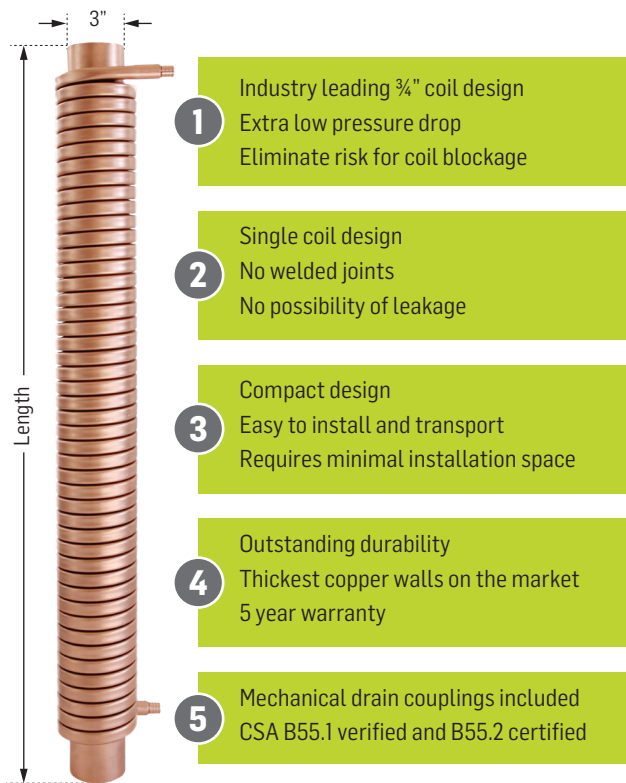 3”
Length
1
Industry leading ¾” coil design
Extra low pressure drop
Eliminate risk for coil blockage
2
Single coil design
No welded joints
No possibility of leakage
3
Compact design
Easy to install and transport
Requires minimal installation space
4
Outstanding durability
Thickest copper walls on the market
5 year warranty
5
Mechanical drain couplings included
CSA B55.1 verified and B55.2 certified